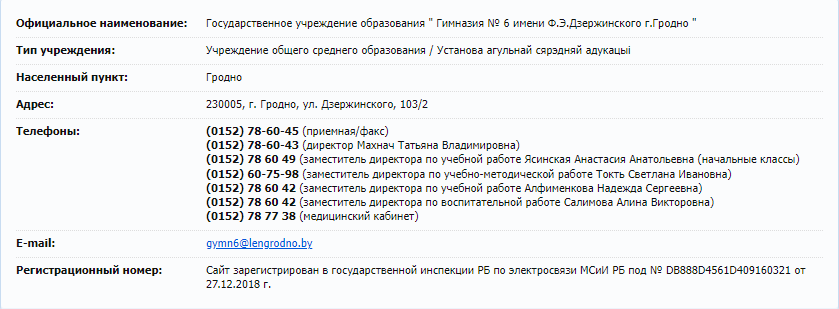 Официальное наименование: Государственное учреждение образования " Гимназия № 6 имени Ф.Э.Дзержинского г.Гродно "
Тип учреждения: Учреждение общего среднего образования / Установа агульнай сярэдняй адукацыі
Населенный пункт: Гродно
Адрес: 230005, г. Гродно, ул. Дзержинского, 103/2
Телефоны: (0152) 78-60-45 (приемная/факс)
(0152) 78-60-43 (директор Махнач Татьяна Владимировна)
(0152) 78 60 49 (заместитель директора по учебной работе Ясинская Анастасия Анатольевна (начальные классы)
(0152) 60-75-98 (заместитель директора по учебно-методической работе Токть Светлана Ивановна)
(0152) 78 60 42 (заместитель директора по учебной работе Алфименкова Надежда Сергеевна)
(0152) 78 60 42 (заместитель директора по воспитательной работе Салимова Алина Викторовна)
(0152) 78 77 38 (медицинский кабинет)
E-mail: gymn6@lengrodno.by
Регистрационный номер: Сайт зарегистрирован в государственной инспекции РБ по электросвязи МСиИ РБ под № DB888D4561D409160321 от
27.12.2018 г.